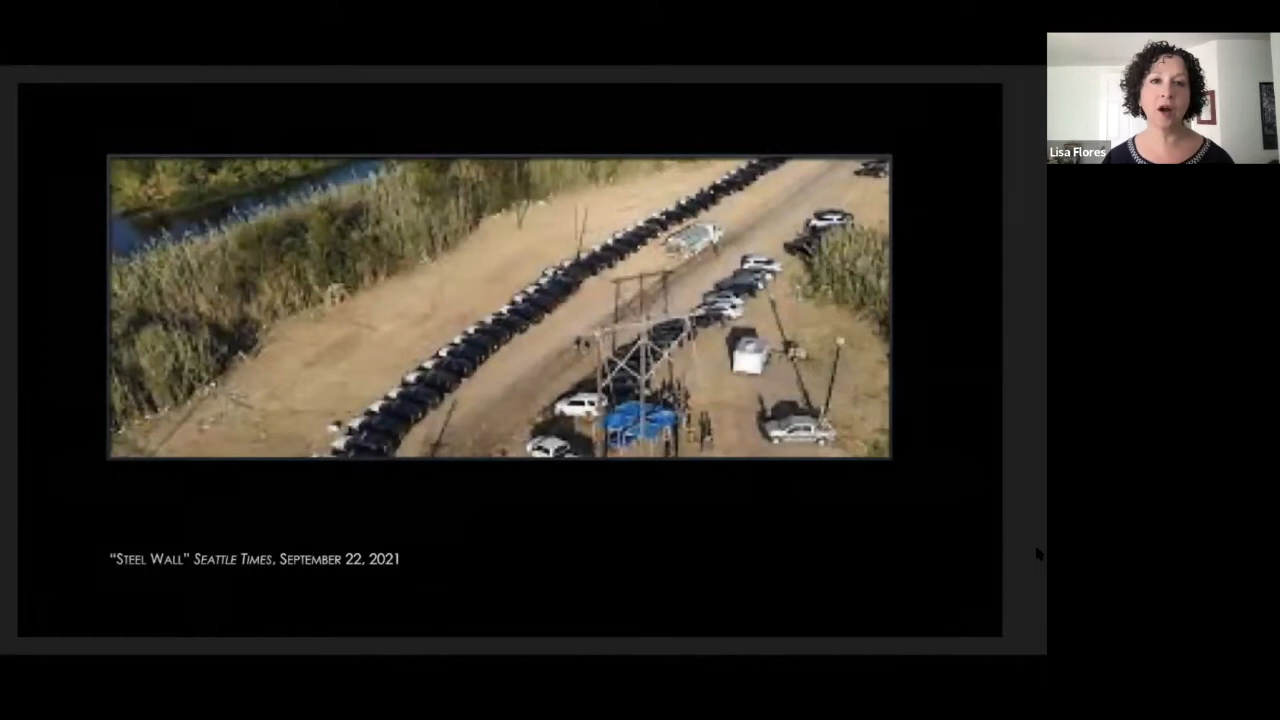 Lisa Flores
“Steel Wall” Seattle Times, September 22, 2021